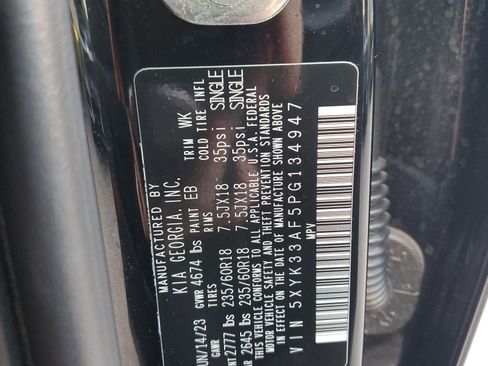 MANUFACTURED BY
KIA GEORGIA, INC.
UN/14/23 GVWR 4674 lbs PAINT EB TRIM WK
GAWR TIRES RIMS COLD TIRE INFL
NT 2777 lbs 235/60R18 7.5JX18 35psi SINGLE
AR 2645 lbs 235/60R18 7.5JX18 35psi SINGLE
THIS VEHICLE CONFORMS TO ALL APPLICABLE U.S.A. FEDERAL
MOTOR VEHICLE SAFETY AND THEFT PREVENTION STANDARDS
IN EFFECT ON THE DATE OF MANUFACTURE SHOWN ABOVE
VIN 5XYK33AF5PG134947
MPV